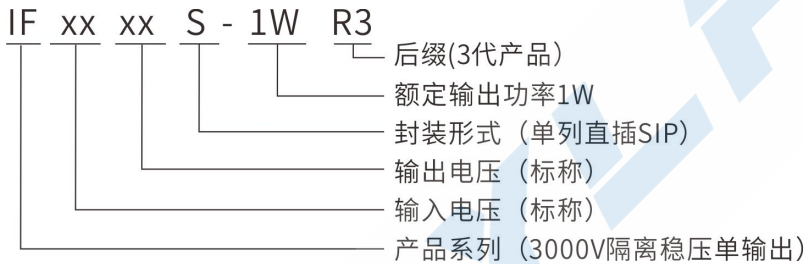 IF xx xx S - 1W R3
后缀(3代产品)
额定输出功率1W
封装形式（单列直插SIP）
输出电压（标称）
输入电压（标称）
产品系列（3000V隔离稳压单输出）